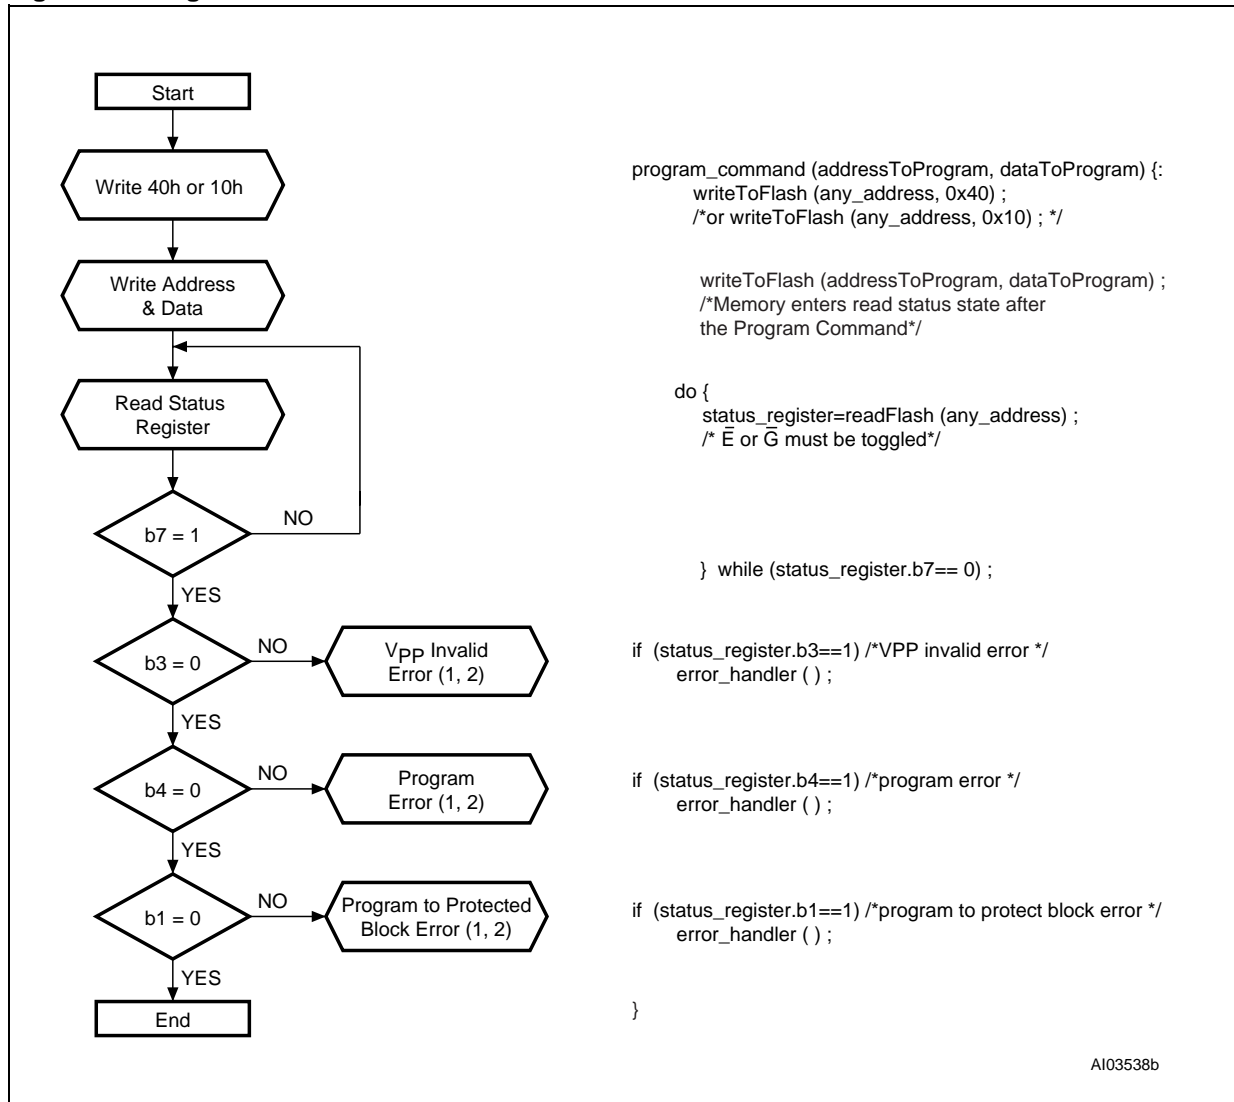 Start
Write 40h or 10h
Write Address
& Data
Read Status
Register
b7 = 1
NO
YES
b3 = 0
NO
VPP Invalid
Error (1, 2)
YES
b4 = 0
NO
Program
Error (1, 2)
YES
b1 = 0
NO
Program to Protected
Block Error (1, 2)
YES
End
program_command (addressToProgram, dataToProgram) {:
writeToFlash (any_address, 0x40) ;
/*or writeToFlash (any_address, 0x10) ; */
writeToFlash (addressToProgram, dataToProgram) ;
/*Memory enters read status state after
the Program Command*/
do {
status_register=readFlash (any_address) ;
/* E̅ or G̅ must be toggled*/
} while (status_register.b7== 0) ;
if (status_register.b3==1) /*VPP invalid error */
error_handler ( ) ;
if (status_register.b4==1) /*program error */
error_handler ( ) ;
if (status_register.b1==1) /*program to protect block error */
error_handler ( ) ;
}
AI03538b